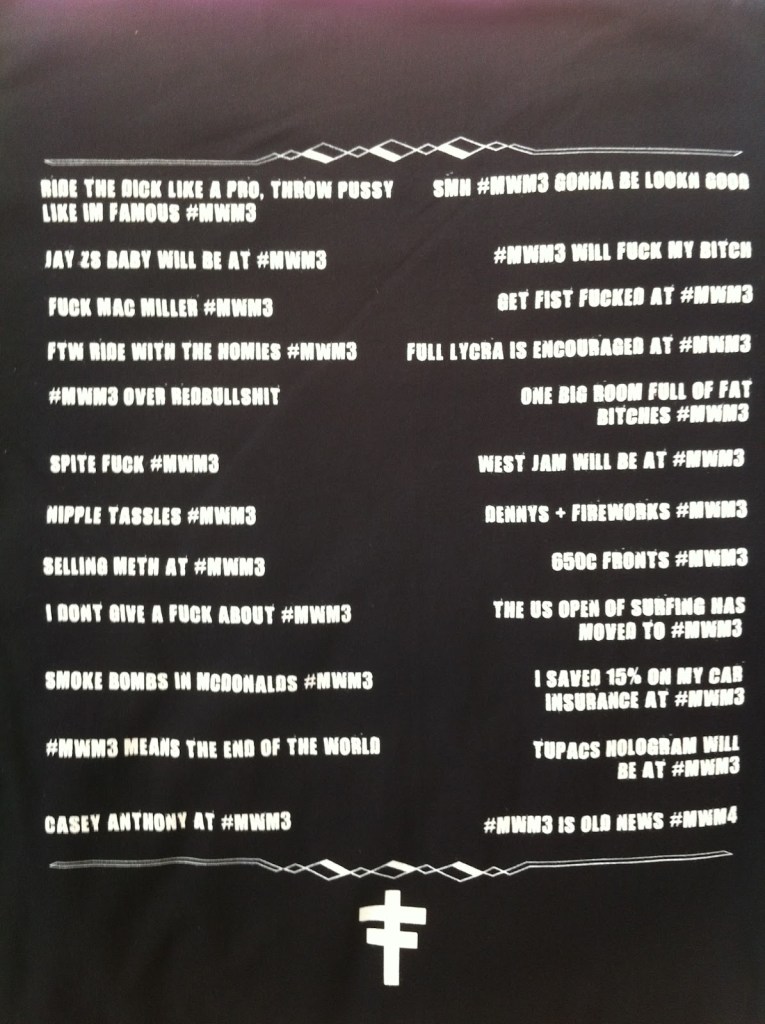 RIDE THE DICK LIKE A PRO, THROW PUSSY
LIKE IM FAMOUS #MWM3
JAY ZS BABY WILL BE AT #MWM3
FUCK MAC MILLER #MWM3
FTW RIDE WITH THE HOMIES #MWM3
#MWM3 OVER REDBULLSHIT
SPITE FUCK #MWM3
NIPPLE TASSLES #MWM3
SELLING METH AT #MWM3
I DONT GIVE A FUCK ABOUT #MWM3
SMOKE BOMBS IN MCDONALDS #MWM3
#MWM3 MEANS THE END OF THE WORLD
CASEY ANTHONY AT #MWM3
SMH #MWM3 GONNA BE LOOKN GOOD
#MWM3 WILL FUCK MY BITCH
GET FIST FUCKED AT #MWM3
FULL LYCRA IS ENCOURAGED AT #MWM3
ONE BIG ROOM FULL OF FAT
BITCHES #MWM3
WEST JAM WILL BE AT #MWM3
DENNYS + FIREWORKS #MWM3
650C FRONTS #MWM3
THE US OPEN OF SURFING HAS
MOVED TO #MWM3
I SAVED 15% ON MY CAR
INSURANCE AT #MWM3
TUPACS HOLOGRAM WILL
BE AT #MWM3
#MWM3 IS OLD NEWS #MWM4